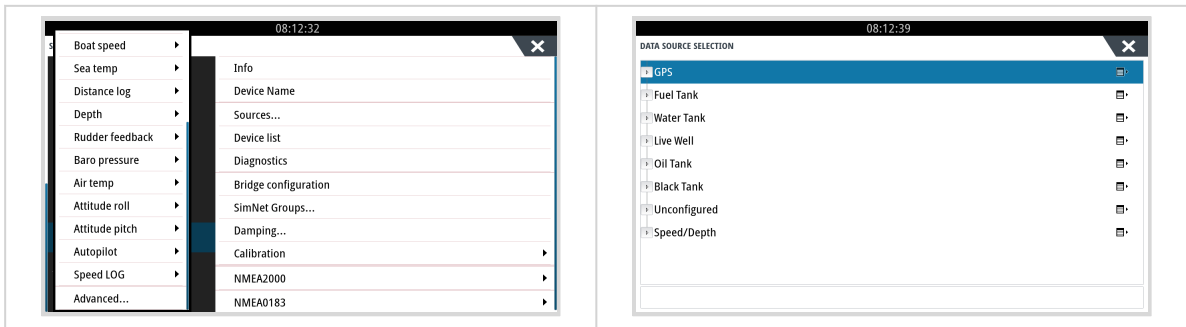 08:12:32
S
Boat speed
Sea temp
Distance log
Depth
Rudder feedback
Baro pressure
Air temp
Attitude roll
Attitude pitch
Autopilot
Speed LOG
Advanced...
Info
Device Name
Sources...
Device list
Diagnostics
Bridge configuration
SimNet Groups...
Damping...
Calibration
NMEA2000
NMEA0183
08:12:39
DATA SOURCE SELECTION
GPS
Fuel Tank
Water Tank
Live Well
Oil Tank
Black Tank
Unconfigured
Speed/Depth